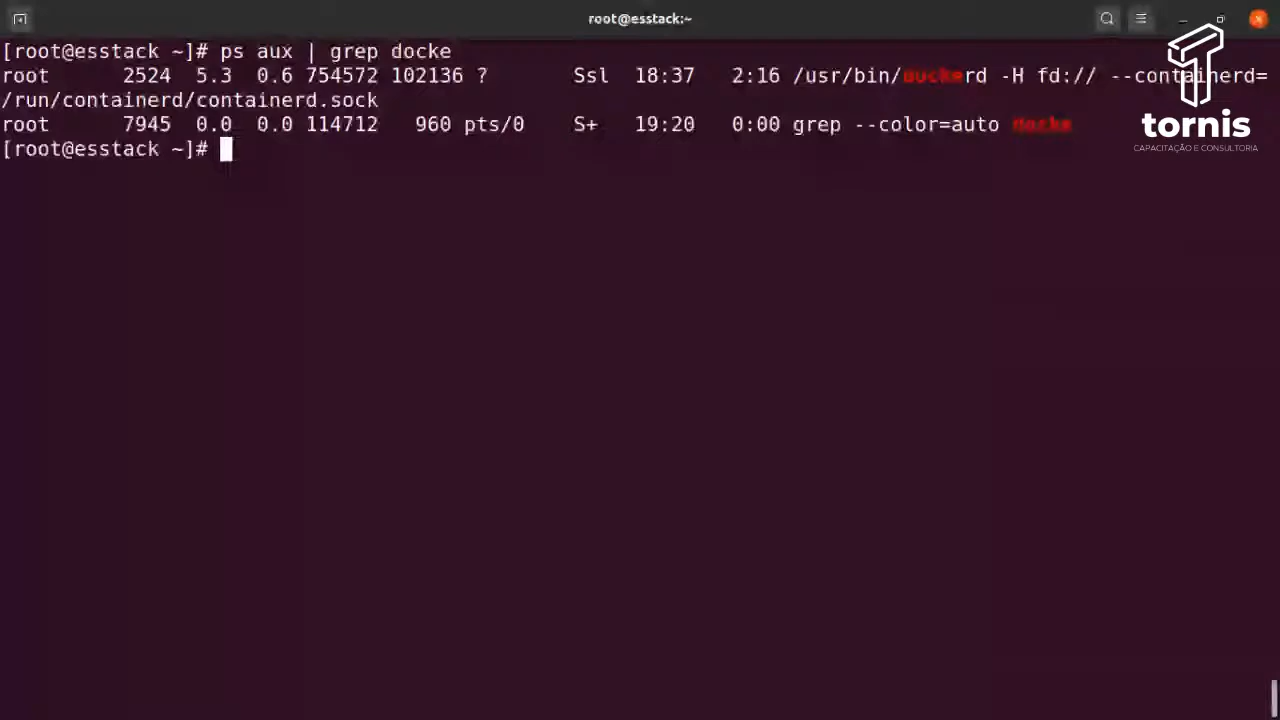 root@esstack:~
[root@esstack ~]# ps aux | grep docke
root      2524  5.3  0.6 754572 102136 ?       Ssl  18:37   2:16 /usr/bin/dockerd -H fd:// --containerd=
/run/containerd/containerd.sock
root      7945  0.0  0.0 114712   960 pts/0    S+   19:20   0:00 grep --color=auto docke
[root@esstack ~]#
tornis
CAPACITAÇÃO E CONSULTORIA